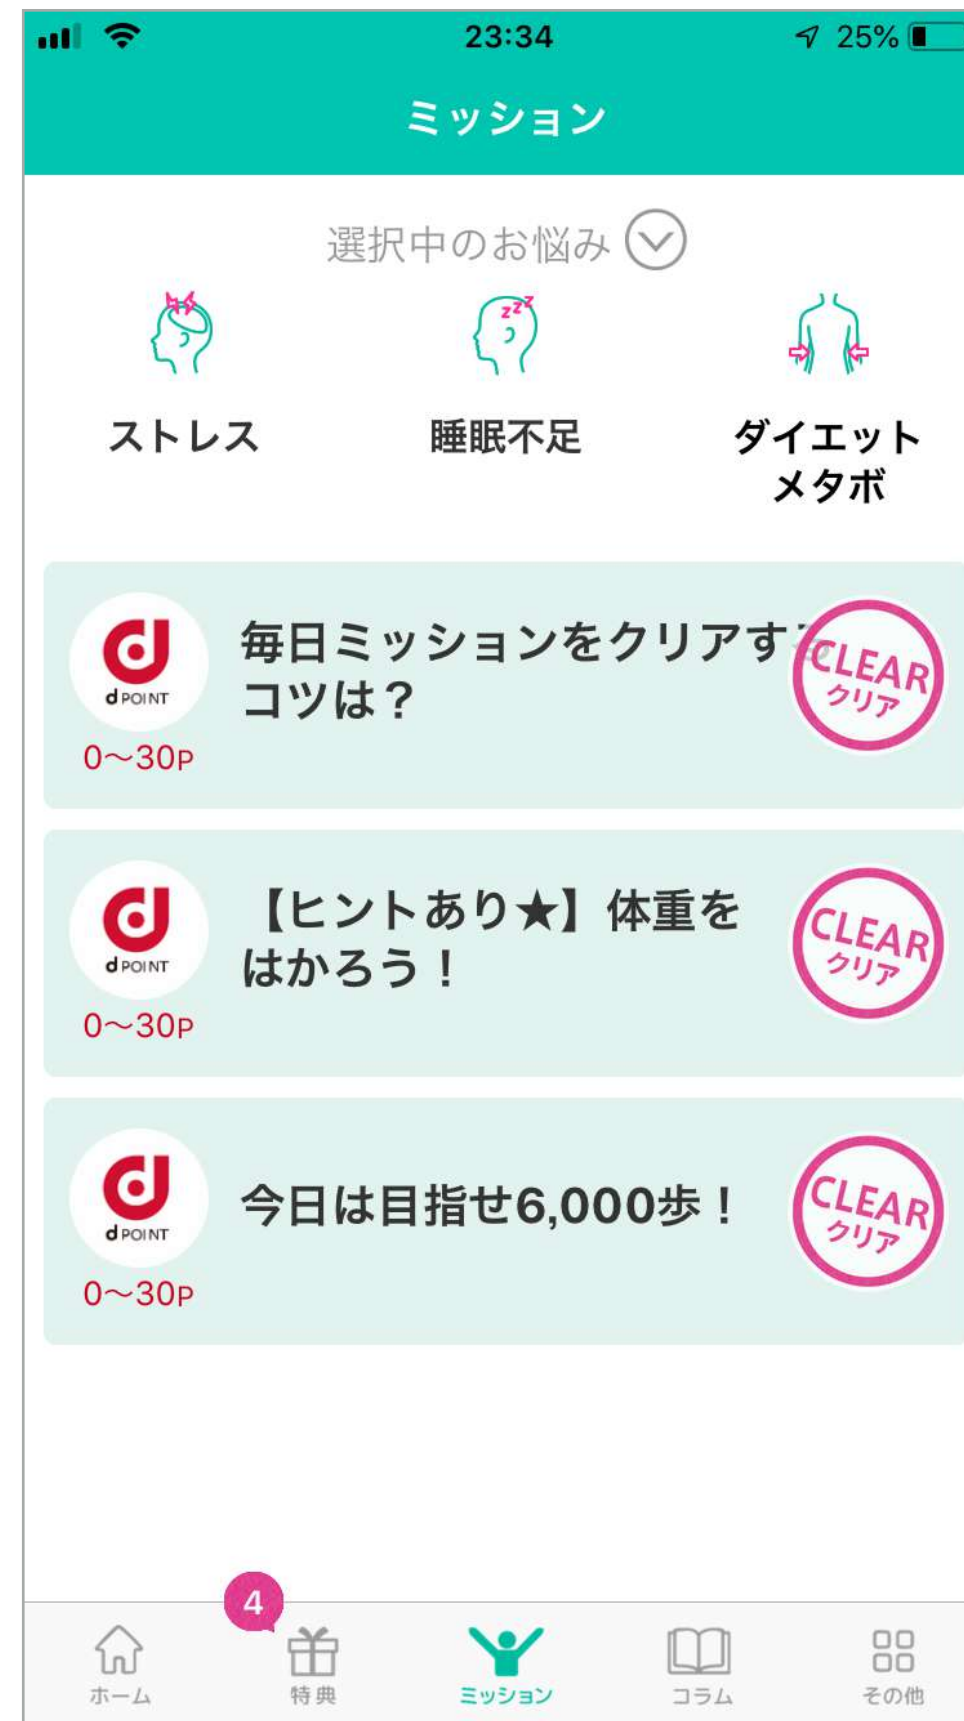 23:34
25%
ミッション
選択中のお悩み
ストレス
睡眠不足
ダイエット
メタボ
毎日ミッションをクリアする
コツは？
d POINT
0〜30P
CLEAR
クリア
【ヒントあり★】体重を
はかろう！
d POINT
0〜30P
CLEAR
クリア
今日は目指せ6,000歩！
d POINT
0〜30P
CLEAR
クリア
4
ホーム
特典
ミッション
コラム
その他